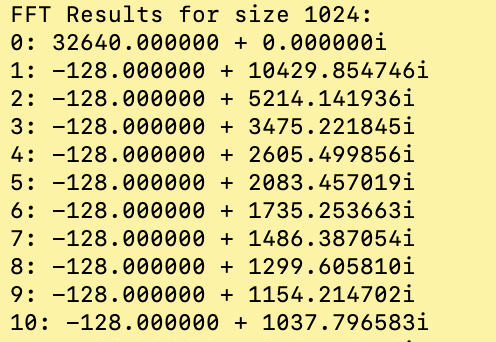 FFT Results for size 1024:
0: 32640.000000 + 0.000000i
1: -128.000000 + 10429.854746i
2: -128.000000 + 5214.141936i
3: -128.000000 + 3475.221845i
4: -128.000000 + 2605.499856i
5: -128.000000 + 2083.457019i
6: -128.000000 + 1735.253663i
7: -128.000000 + 1486.387054i
8: -128.000000 + 1299.605810i
9: -128.000000 + 1154.214702i
10: -128.000000 + 1037.796583i